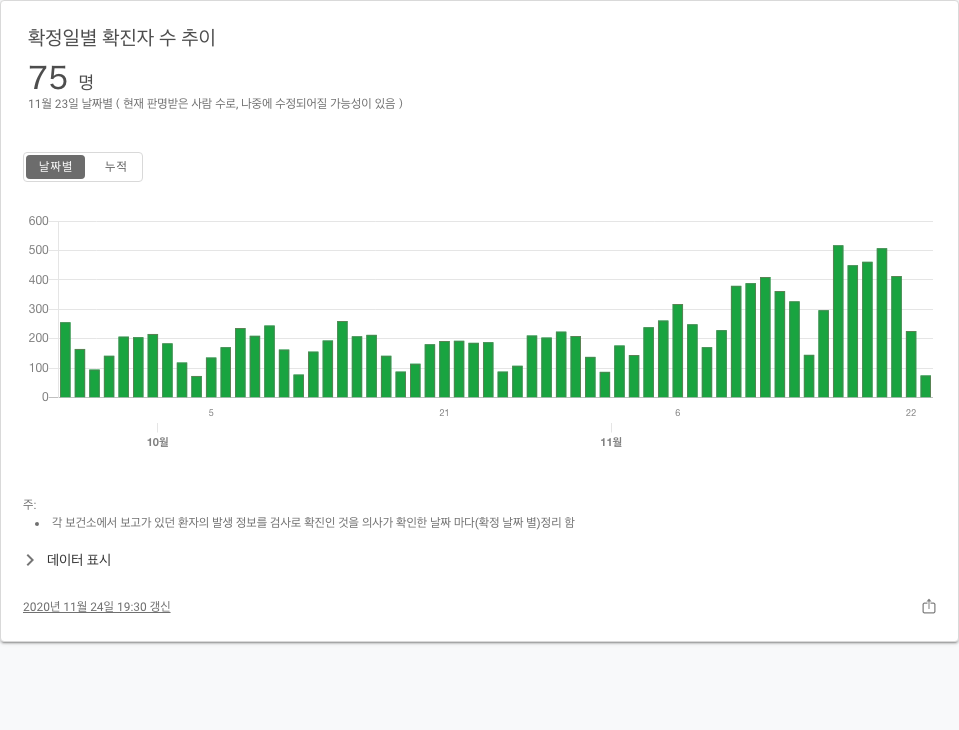 확정일별 확진자 수 추이
75 명
11월 23일 날짜별 ( 현재 판명받은 사람 수로, 나중에 수정되어질 가능성이 있음 )
날짜별 누적
600
500
400
300
200
100
0
5 21 6 22
10월 11월
주:
• 각 보건소에서 보고가 있던 환자의 발생 정보를 검사로 확진인 것을 의사가 확인한 날짜 마다(확정 날짜 별)정리 함
데이터 표시
2020년 11월 24일 19:30 갱신